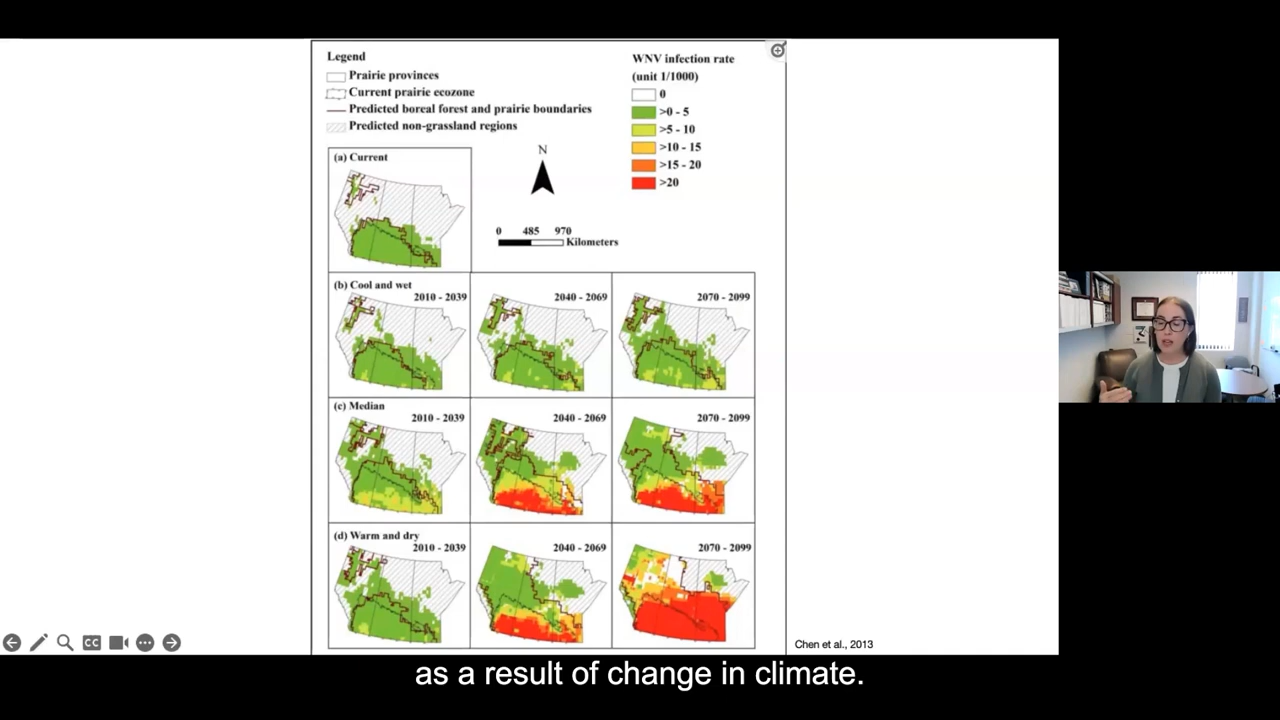 Legend
Prairie provinces
Current prairie ecozone
Predicted boreal forest and prairie boundaries
Predicted non-grassland regions
WNV infection rate
(unit 1/1000)
0
>0 - 5
>5 - 10
>10 - 15
>15 - 20
>20
N
0 485 970
Kilometers
(a) Current
(b) Cool and wet
2010 - 2039
2040 - 2069
2070 - 2099
(c) Median
2010 - 2039
2040 - 2069
2070 - 2099
(d) Warm and dry
2010 - 2039
2040 - 2069
2070 - 2099
CC
Chen et al., 2013
as a result of change in climate.